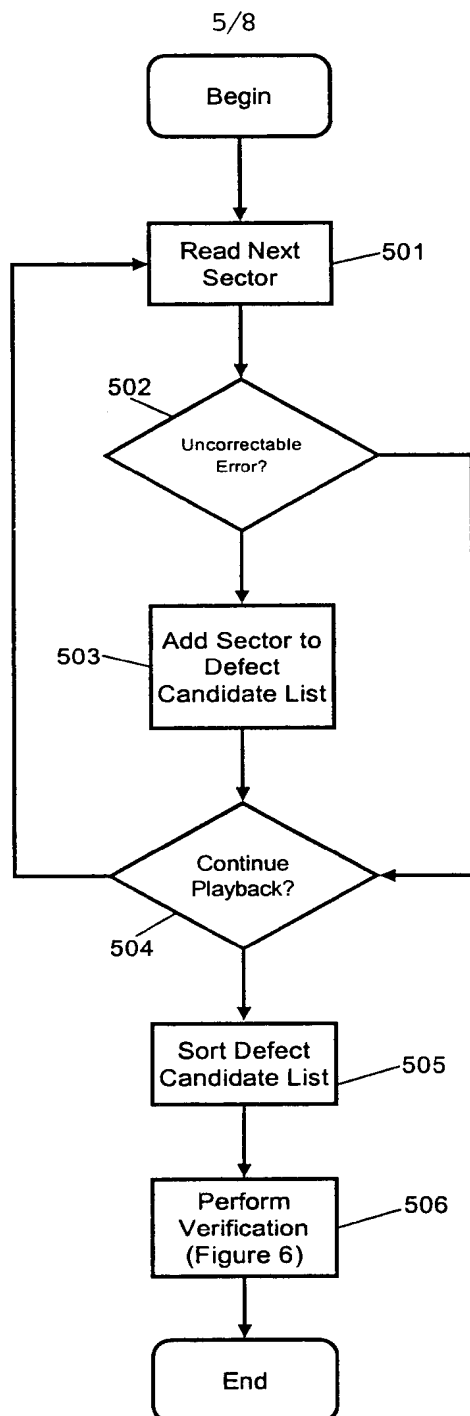 5/8
Begin
Read Next
Sector
501
502
Uncorrectable
Error?
503
Add Sector to
Defect
Candidate List
Continue
Playback?
504
Sort Defect
Candidate List
505
Perform
Verification
(Figure 6)
506
End